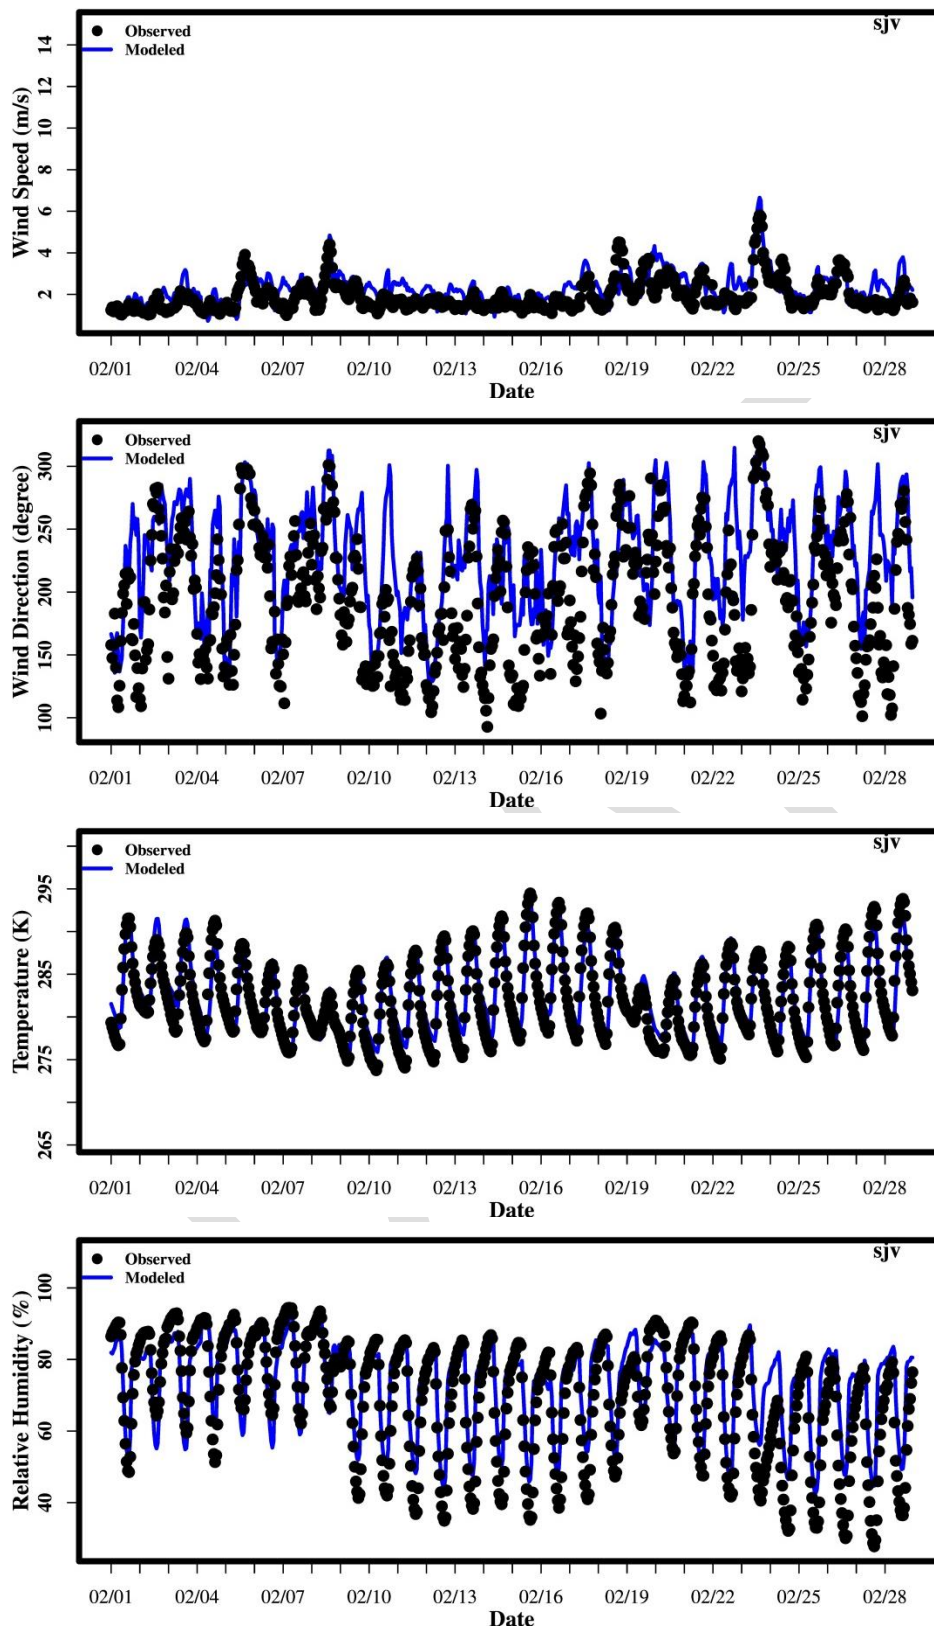 sjv
Observed
Modeled
Wind Speed (m/s)
14
12
10
8
6
4
2
02/01 02/04 02/07 02/10 02/13 02/16 02/19 02/22 02/25 02/28
Date
sjv
Observed
Modeled
Wind Direction (degree)
300
250
200
150
100
02/01 02/04 02/07 02/10 02/13 02/16 02/19 02/22 02/25 02/28
Date
sjv
Observed
Modeled
Temperature (K)
295
285
275
265
02/01 02/04 02/07 02/10 02/13 02/16 02/19 02/22 02/25 02/28
Date
sjv
Observed
Modeled
Relative Humidity (%)
100
80
60
40
02/01 02/04 02/07 02/10 02/13 02/16 02/19 02/22 02/25 02/28
Date